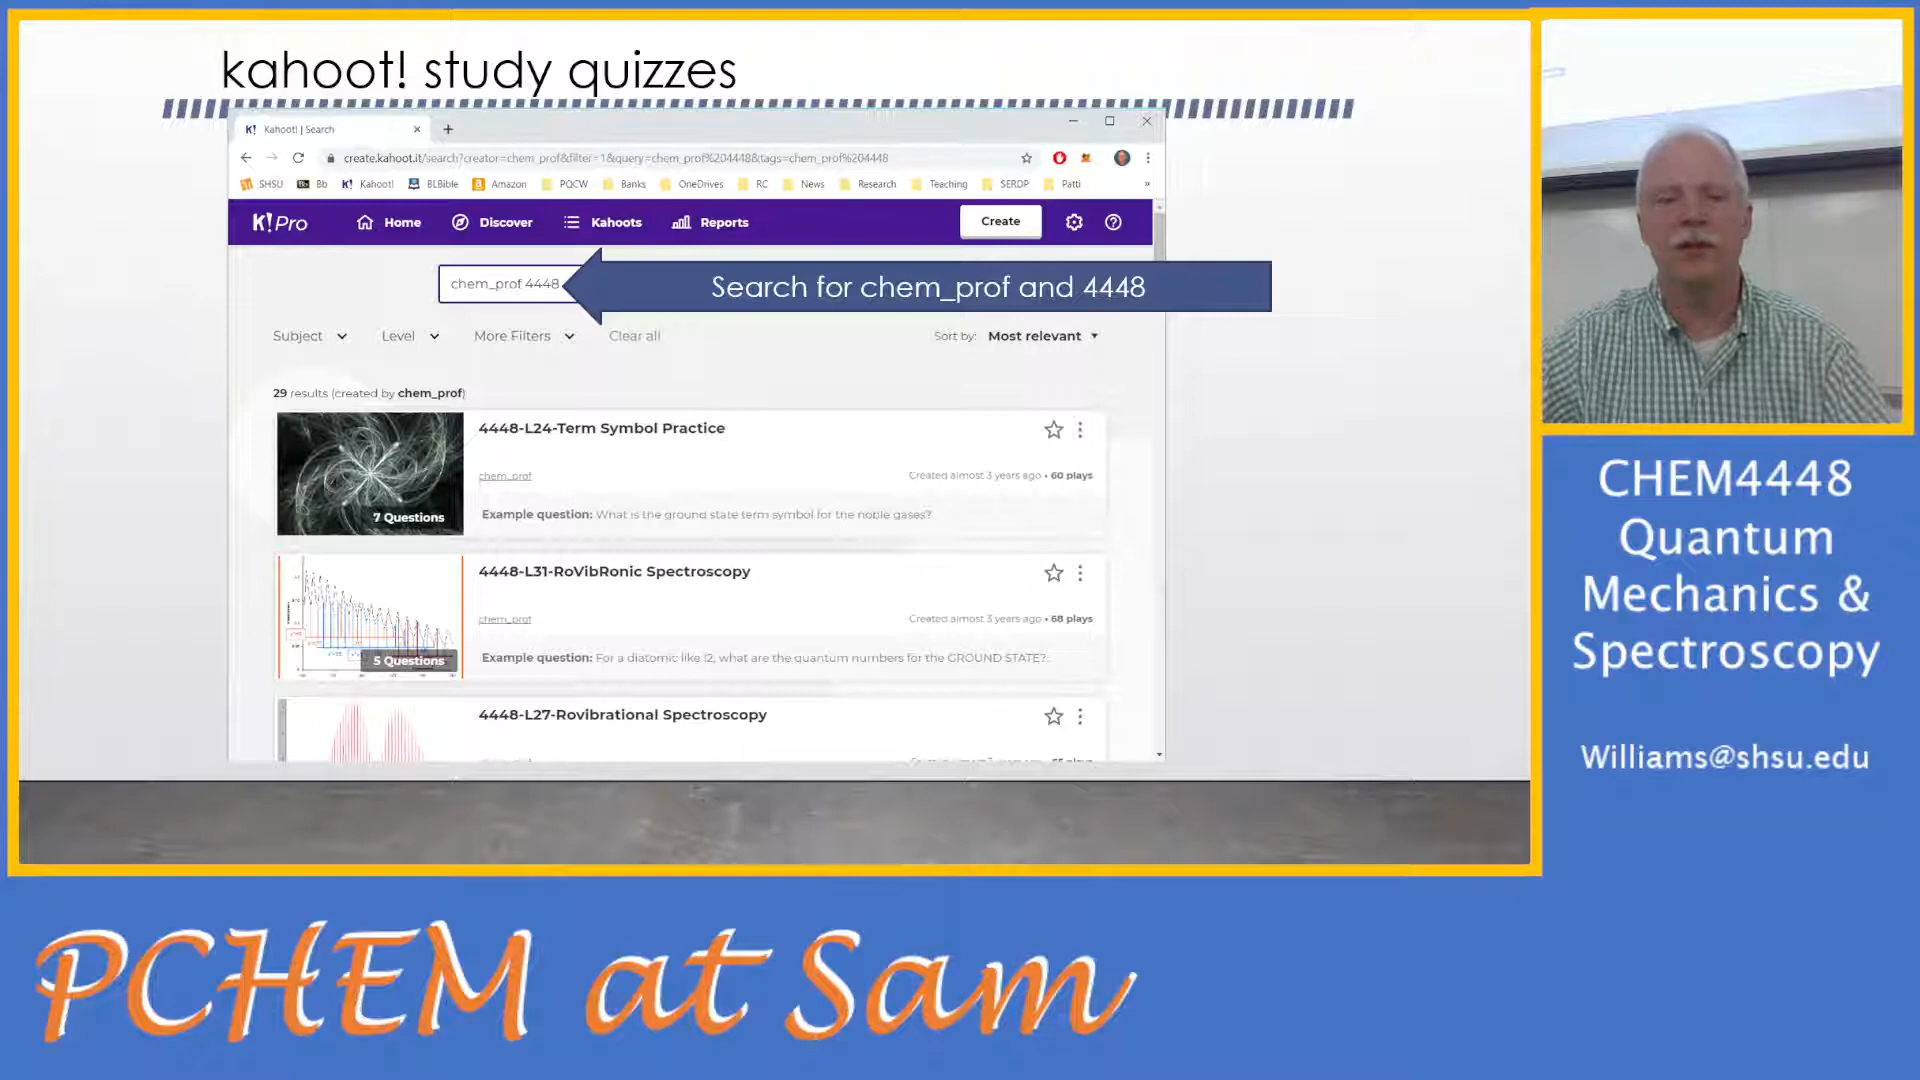 kahoot! study quizzes
K! Kahoot! | Search
create.kahoot.it/search?creator=chem_prof&filter=1&query=chem_prof%204448&tags=chem_prof%204448
SHSU Bb K! Kahoot! BLBible Amazon PQCW Banks OneDrives RC News Research Teaching SERDP Patti »
K! Pro Home Discover Kahoots Reports Create
chem_prof 4448
Search for chem_prof and 4448
Subject Level More Filters Clear all Sort by: Most relevant
29 results (created by chem_prof)
4448-L24-Term Symbol Practice
chem_prof Created almost 3 years ago • 60 plays
7 Questions
Example question: What is the ground state term symbol for the noble gases?
4448-L31-RoVibRonic Spectroscopy
chem_prof Created almost 3 years ago • 68 plays
5 Questions
Example question: For a diatomic like I2, what are the quantum numbers for the GROUND STATE?...
4448-L27-Rovibrational Spectroscopy
CHEM4448
Quantum
Mechanics &
Spectroscopy
Williams@shsu.edu
PCHEM at Sam